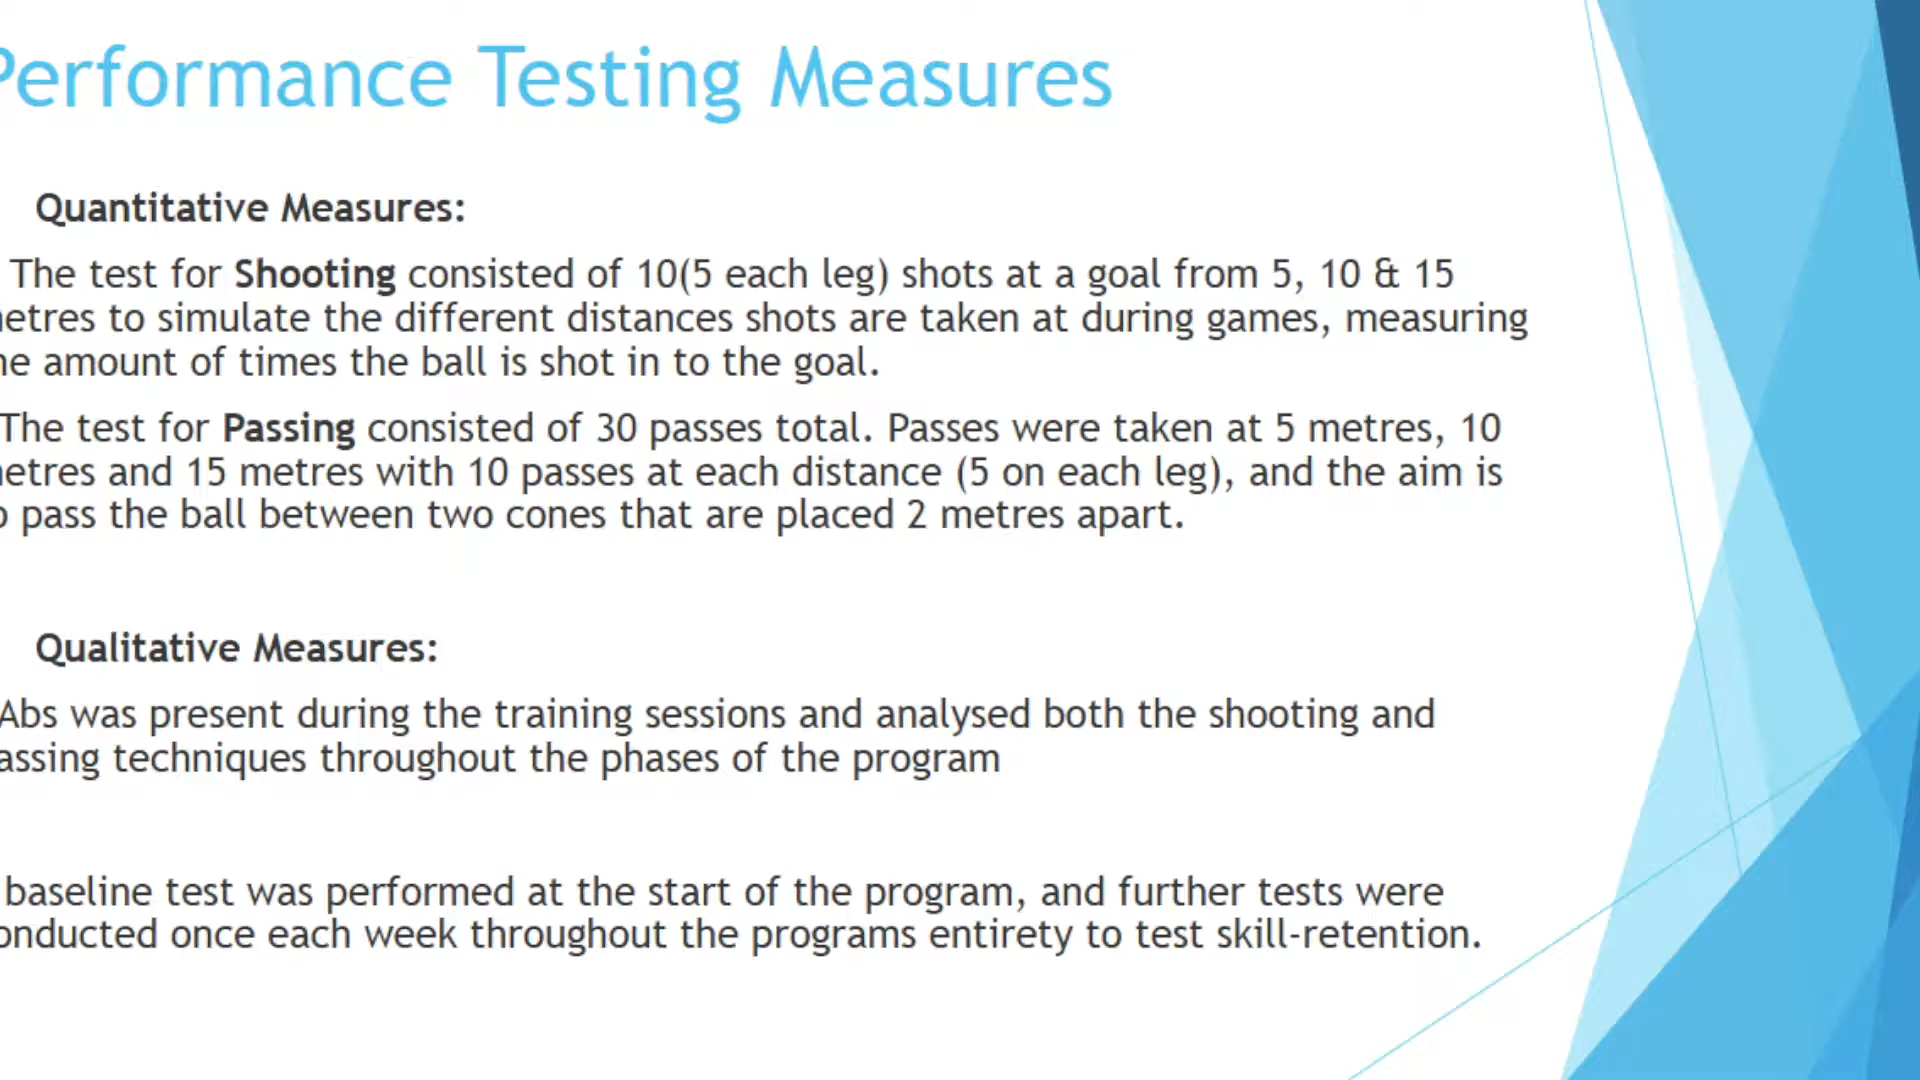 Performance Testing Measures
Quantitative Measures:
The test for Shooting consisted of 10(5 each leg) shots at a goal from 5, 10 & 15
etres to simulate the different distances shots are taken at during games, measuring
e amount of times the ball is shot in to the goal.
The test for Passing consisted of 30 passes total. Passes were taken at 5 metres, 10
etres and 15 metres with 10 passes at each distance (5 on each leg), and the aim is
pass the ball between two cones that are placed 2 metres apart.
Qualitative Measures:
Abs was present during the training sessions and analysed both the shooting and
assing techniques throughout the phases of the program
baseline test was performed at the start of the program, and further tests were
onducted once each week throughout the programs entirety to test skill-retention.